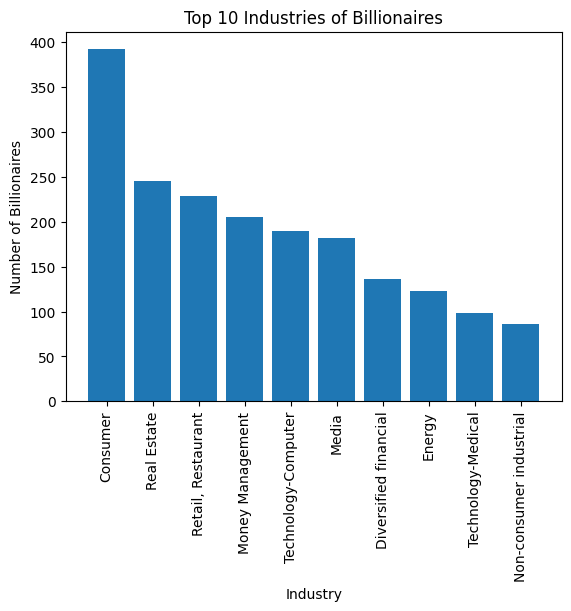 Top 10 Industries of Billionaires
Number of Billionaires
400
350
300
250
200
150
100
50
0
Consumer
Real Estate
Retail, Restaurant
Money Management
Technology-Computer
Media
Diversified financial
Energy
Technology-Medical
Non-consumer industrial
Industry